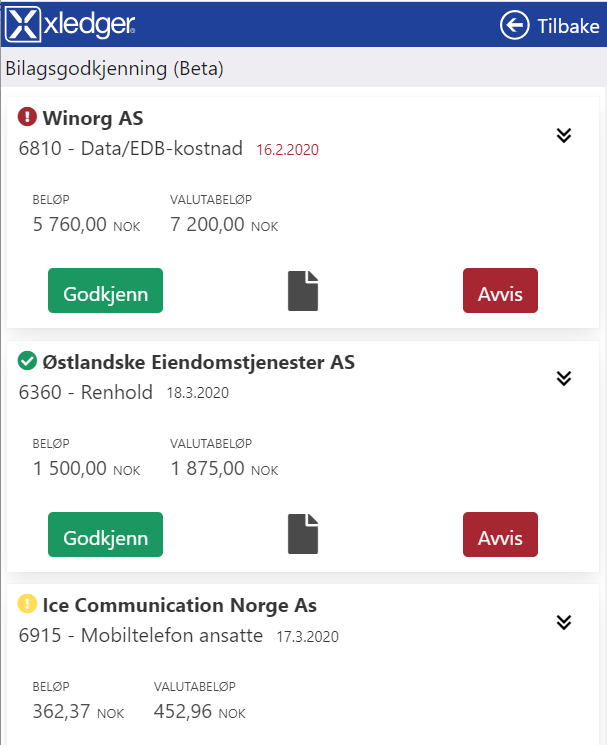 xledger
Tilbake
Bilagsgodkjenning (Beta)
Winorg AS
6810 - Data/EDB-kostnad 16.2.2020
BELØP VALUTABELØP
5 760,00 NOK 7 200,00 NOK
Godkjenn Avvis
Østlandske Eiendomstjenester AS
6360 - Renhold 18.3.2020
BELØP VALUTABELØP
1 500,00 NOK 1 875,00 NOK
Godkjenn Avvis
Ice Communication Norge As
6915 - Mobiltelefon ansatte 17.3.2020
BELØP VALUTABELØP
362,37 NOK 452,96 NOK